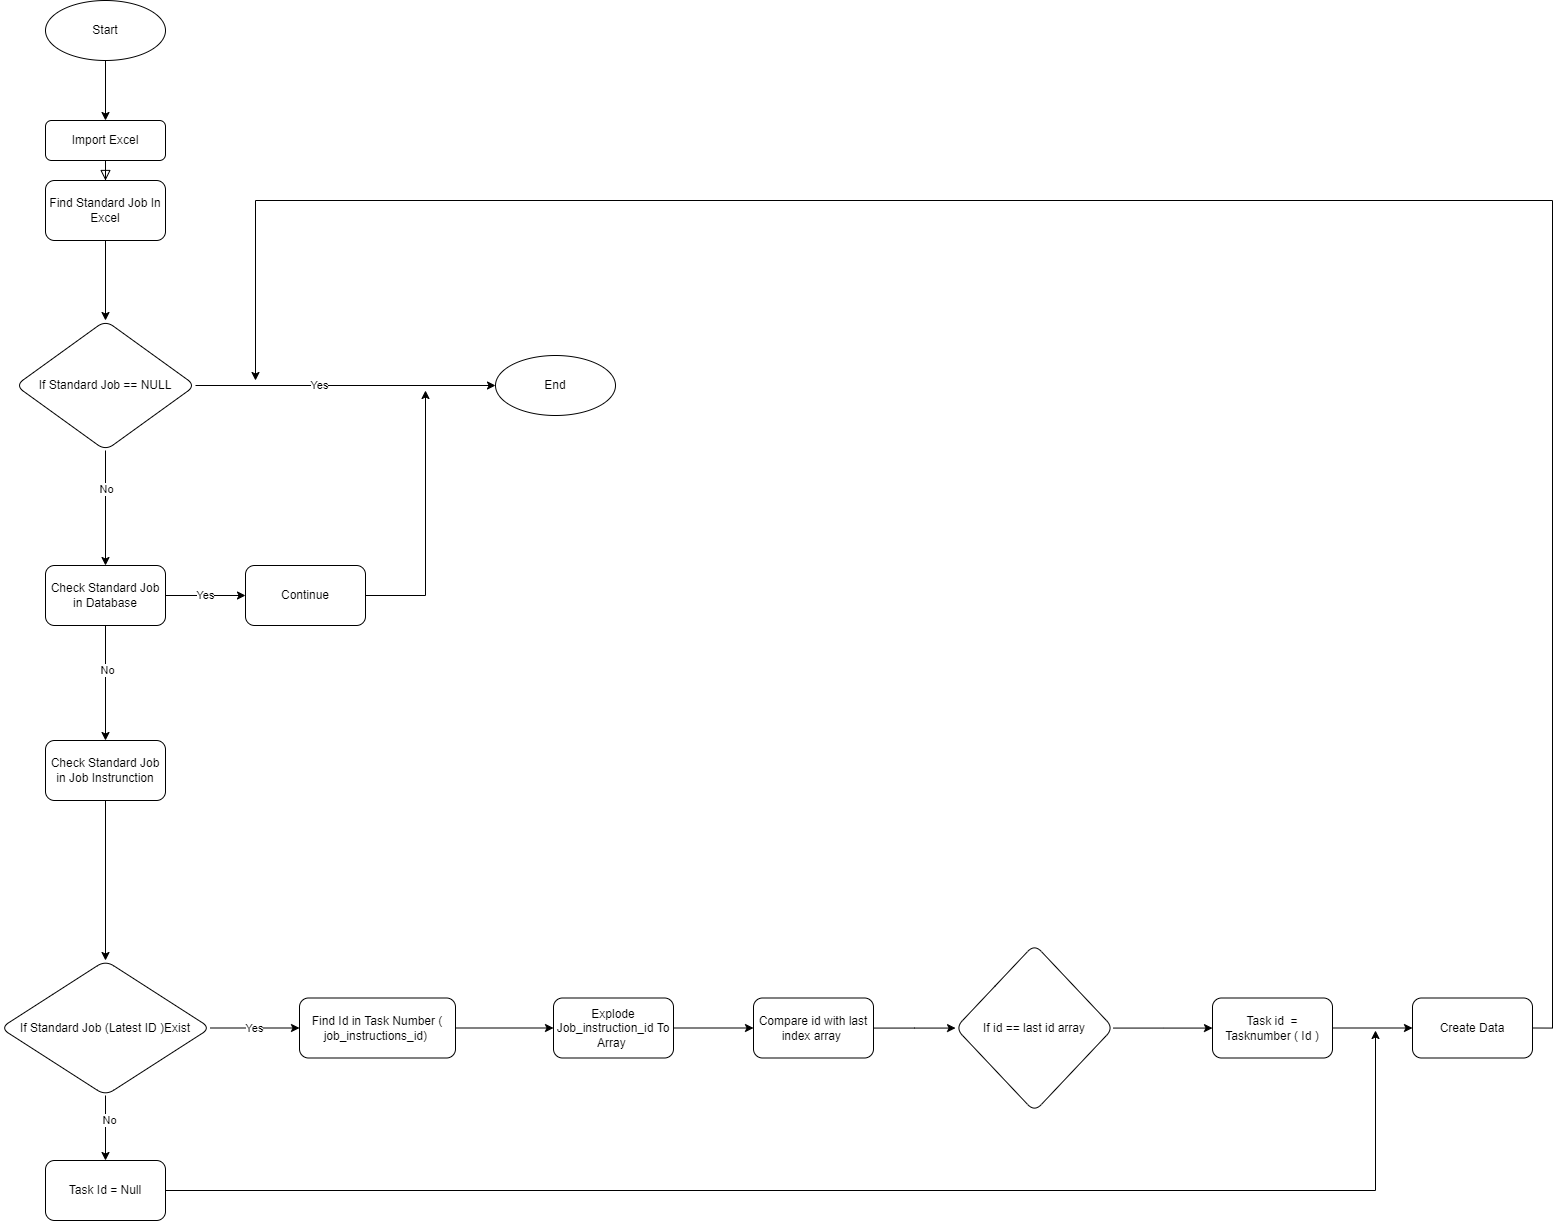 Start
Import Excel
Find Standard Job In
Excel
If Standard Job == NULL
Yes
End
No
Check Standard Job
in Database
Yes
Continue
No
Check Standard Job
in Job Instrunction
If Standard Job (Latest ID )Exist
Yes
Find Id in Task Number (
job_instructions_id)
Explode
Job_instruction_id To
Array
Compare id with last
index array
If id == last id array
Task id  =
Tasknumber ( Id )
Create Data
No
Task Id = Null